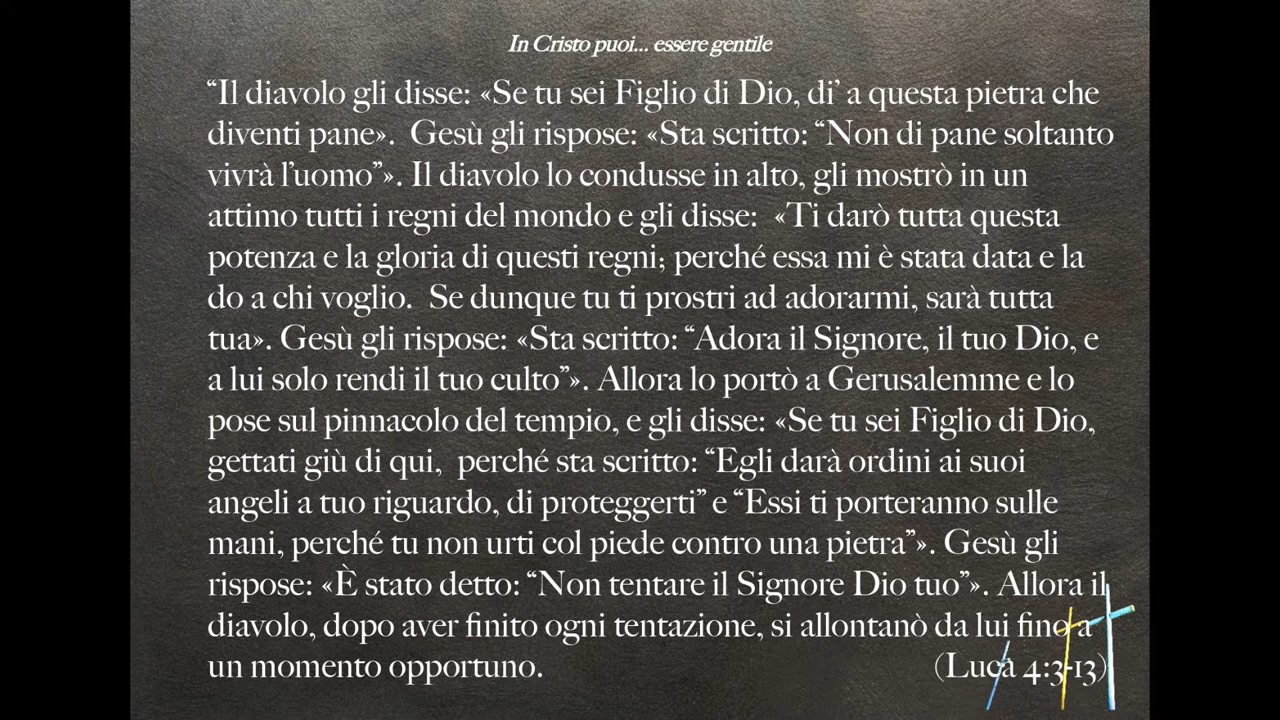 In Cristo puoi... essere gentile
“Il diavolo gli disse: «Se tu sei Figlio di Dio, di’ a questa pietra che
diventi pane». Gesù gli rispose: «Sta scritto: “Non di pane soltanto
vivrà l’uomo”». Il diavolo lo condusse in alto, gli mostrò in un
attimo tutti i regni del mondo e gli disse: «Ti darò tutta questa
potenza e la gloria di questi regni; perché essa mi è stata data e la
do a chi voglio. Se dunque tu ti prostri ad adorarmi, sarà tutta
tua». Gesù gli rispose: «Sta scritto: “Adora il Signore, il tuo Dio, e
a lui solo rendi il tuo culto”». Allora lo portò a Gerusalemme e lo
pose sul pinnacolo del tempio, e gli disse: «Se tu sei Figlio di Dio,
gettati giù di qui, perché sta scritto: “Egli darà ordini ai suoi
angeli a tuo riguardo, di proteggerti” e “Essi ti porteranno sulle
mani, perché tu non urti col piede contro una pietra”». Gesù gli
rispose: «È stato detto: “Non tentare il Signore Dio tuo”». Allora il
diavolo, dopo aver finito ogni tentazione, si allontanò da lui fino a
un momento opportuno. (Luca 4:3-13)